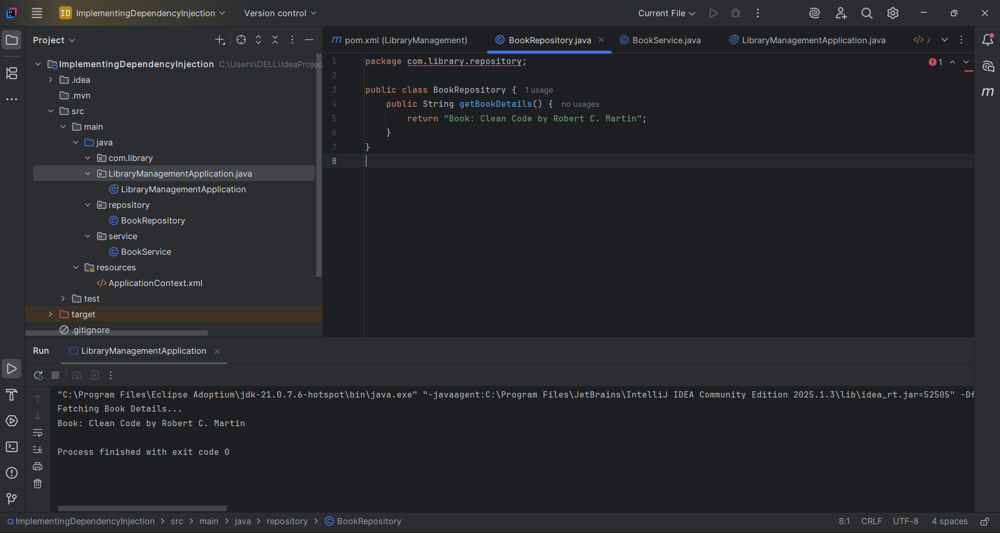 ID ImplementingDependencyInjection Version control Current File
Project
ImplementingDependencyInjection C:\Users\DELL\IdeaProjec
.idea
.mvn
src
main
java
com.library
LibraryManagementApplication.java
LibraryManagementApplication
repository
BookRepository
service
BookService
resources
ApplicationContext.xml
test
target
.gitignore
pom.xml (LibraryManagement) BookRepository.java BookService.java LibraryManagementApplication.java
1 package com.library.repository;
2
3 public class BookRepository { 1 usage
4 public String getBookDetails() { no usages
5 return "Book: Clean Code by Robert C. Martin";
6 }
7 }
8
1
Run LibraryManagementApplication
"C:\Program Files\Eclipse Adoptium\jdk-21.0.7.6-hotspot\bin\java.exe" "-javaagent:C:\Program Files\JetBrains\IntelliJ IDEA Community Edition 2025.1.3\lib\idea_rt.jar=52505" -Df
Fetching Book Details...
Book: Clean Code by Robert C. Martin
Process finished with exit code 0
ImplementingDependencyInjection > src > main > java > repository > BookRepository 8:1 CRLF UTF-8 4 spaces